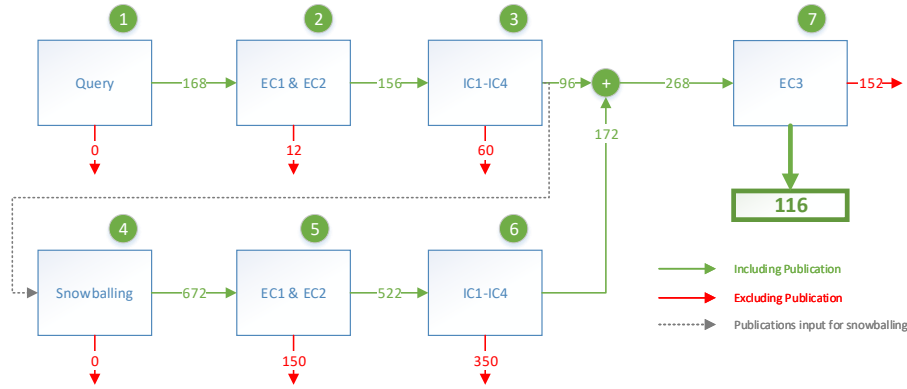 1
2
3
7
Query
168
EC1 & EC2
156
IC1-IC4
96
+
268
EC3
152
0
12
60
172
116
4
5
6
Snowballing
672
EC1 & EC2
522
IC1-IC4
0
150
350
Including Publication
Excluding Publication
Publications input for snowballing